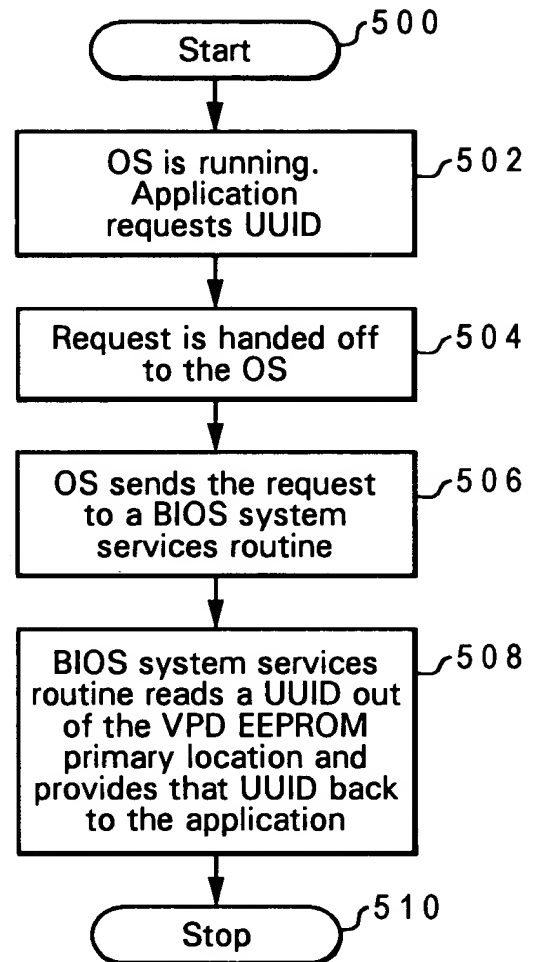 Start
500
OS is running.
Application
requests UUID
502
Request is handed off
to the OS
504
OS sends the request
to a BIOS system
services routine
506
BIOS system services
routine reads a UUID out
of the VPD EEPROM
primary location and
provides that UUID back
to the application
508
Stop
510